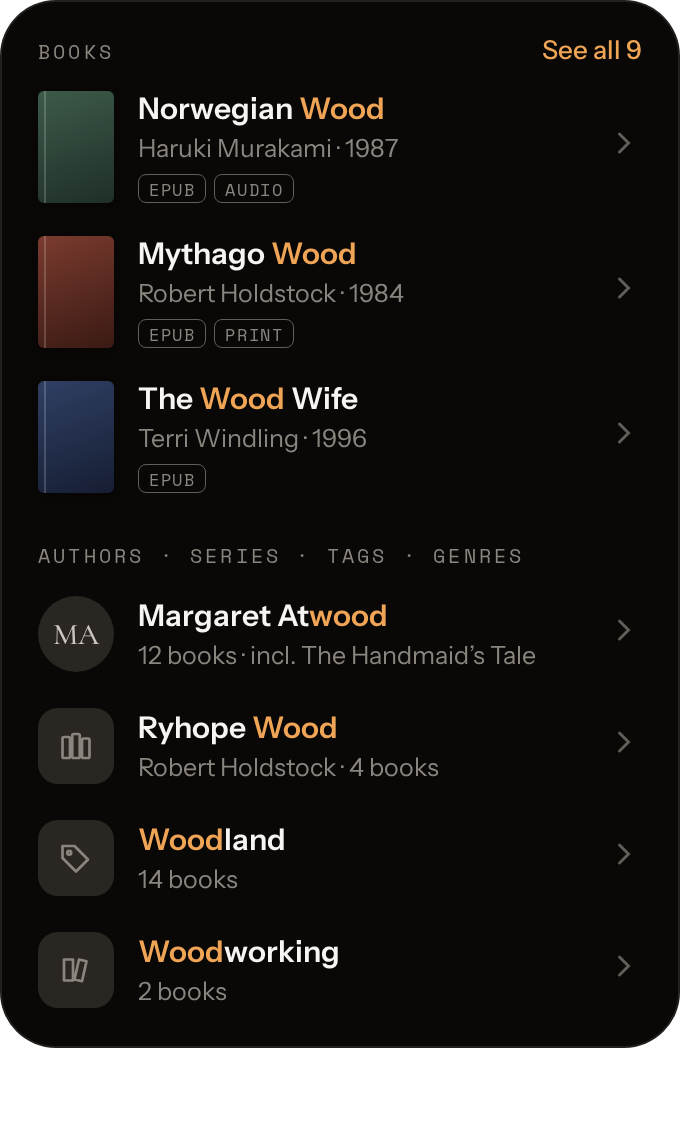 BOOKS
See all 9
Norwegian Wood
Haruki Murakami · 1987
EPUB AUDIO
Mythago Wood
Robert Holdstock · 1984
EPUB PRINT
The Wood Wife
Terri Windling · 1996
EPUB
AUTHORS · SERIES · TAGS · GENRES
MA
Margaret Atwood
12 books · incl. The Handmaid’s Tale
Ryhope Wood
Robert Holdstock · 4 books
Woodland
14 books
Woodworking
2 books